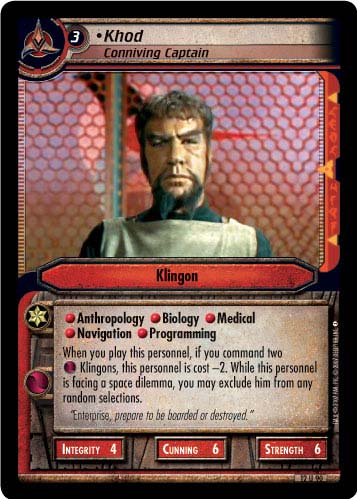 3
•Khod
Conniving Captain
Klingon
Anthropology Biology Medical
Navigation Programming
When you play this personnel, if you command two
Klingons, this personnel is cost –2. While this personnel
is facing a space dilemma, you may exclude him from any
random selections.
"Enterprise, prepare to be boarded or destroyed."
INTEGRITY 4 CUNNING 6 STRENGTH 6
12 U 90